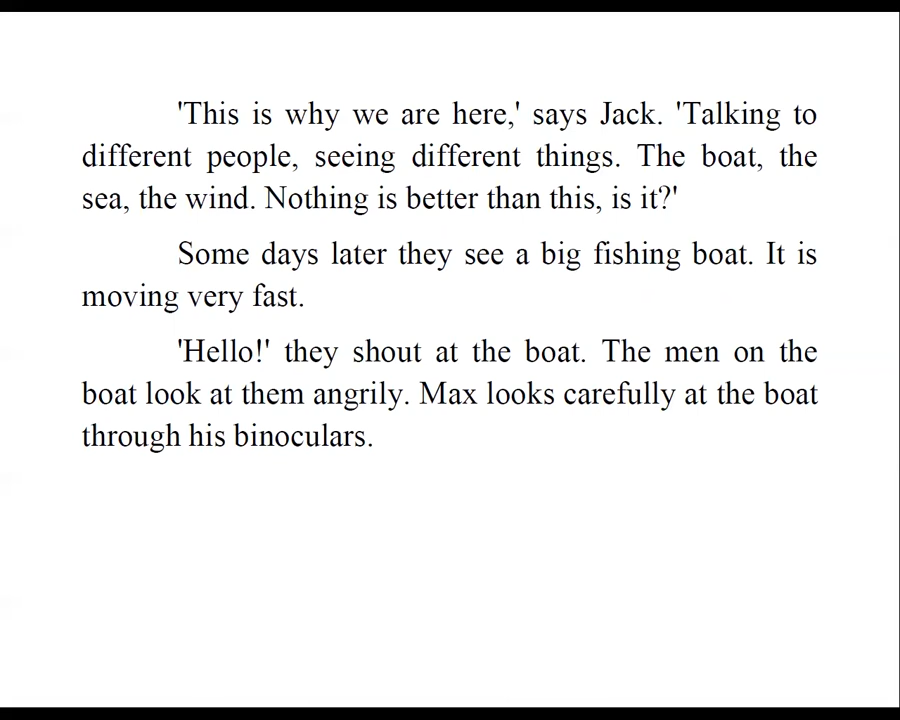 'This is why we are here,' says Jack. 'Talking to
different people, seeing different things. The boat, the
sea, the wind. Nothing is better than this, is it?'
Some days later they see a big fishing boat. It is
moving very fast.
'Hello!' they shout at the boat. The men on the
boat look at them angrily. Max looks carefully at the boat
through his binoculars.